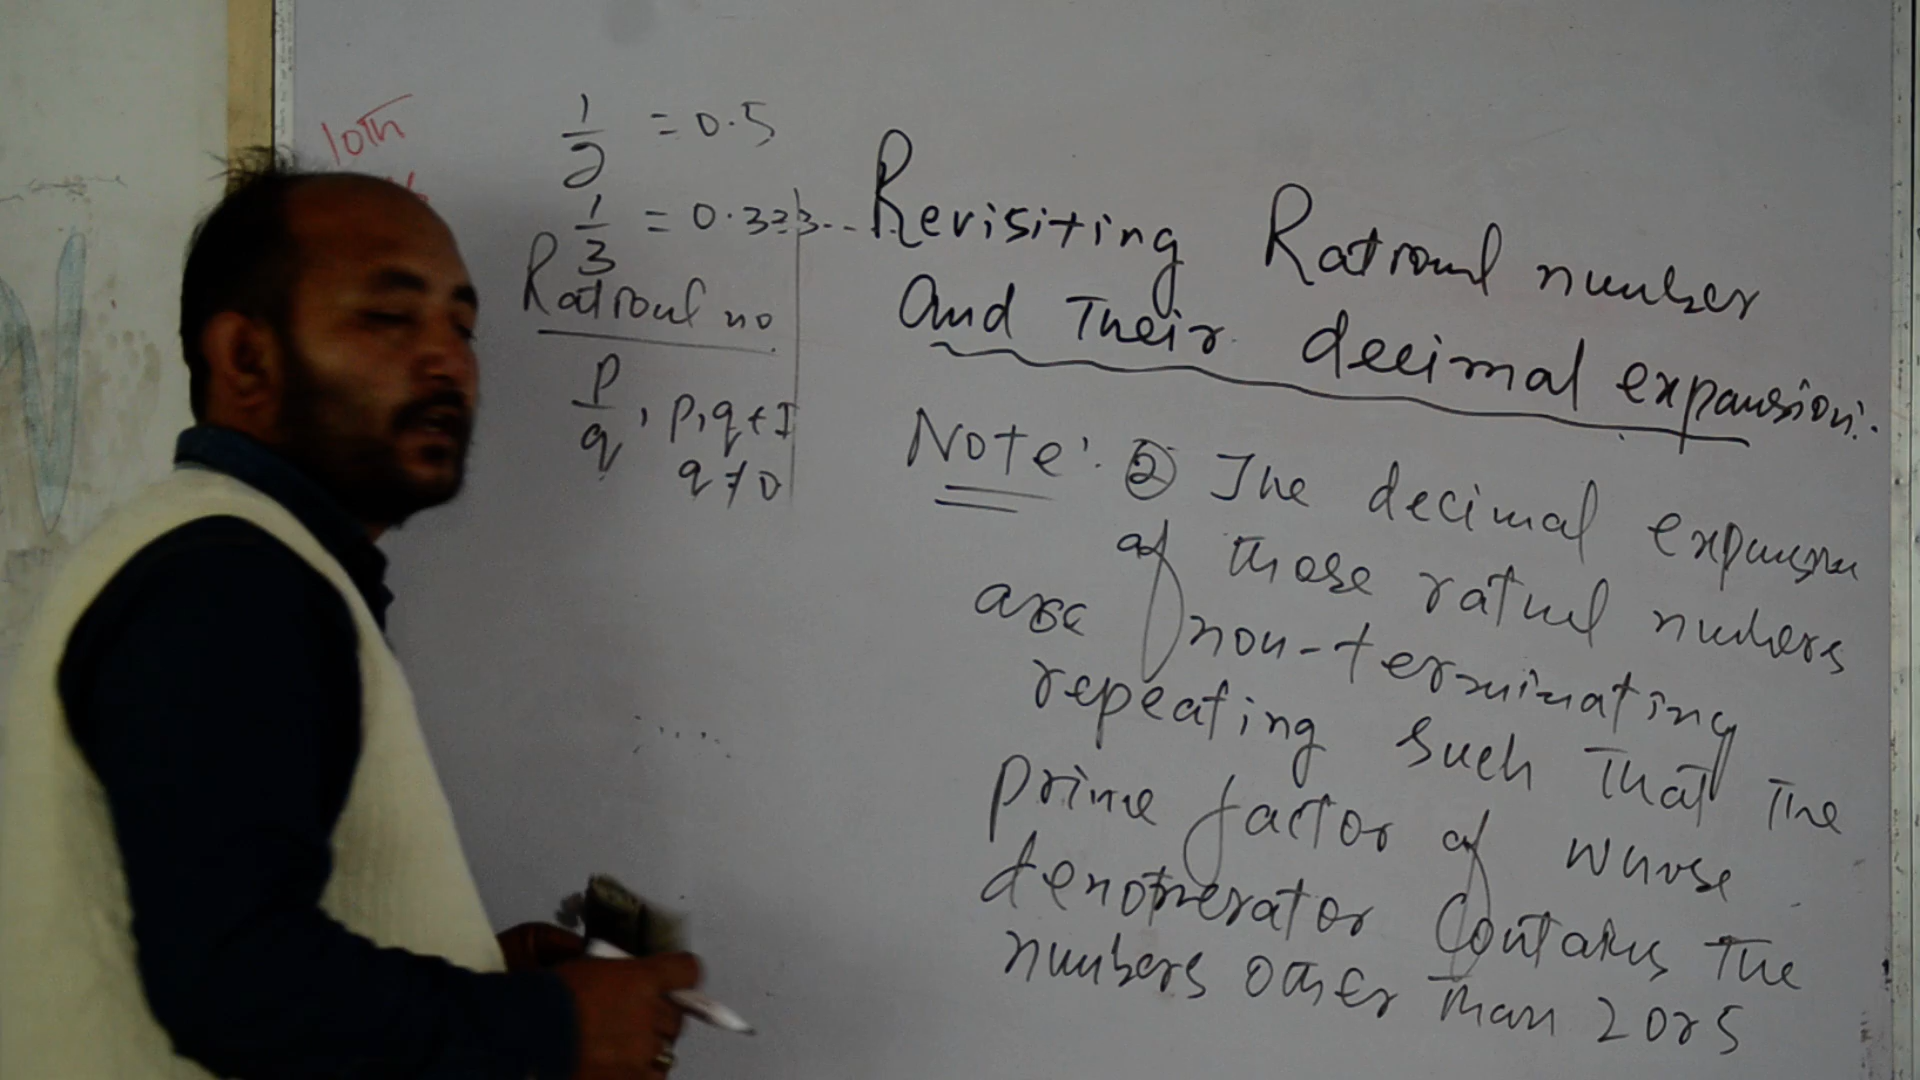 10th
1/2 = 0.5
1/3 = 0.333...
Rational no
p/q, p,q ∈ I
q ≠ 0
Revisiting Rational number
And Their decimal expansion:
Note: ② The decimal expansion
of those rational numbers
are non-terminating
repeating such that the
prime factor of whose
denominator Contains the
numbers other than 2 or 5